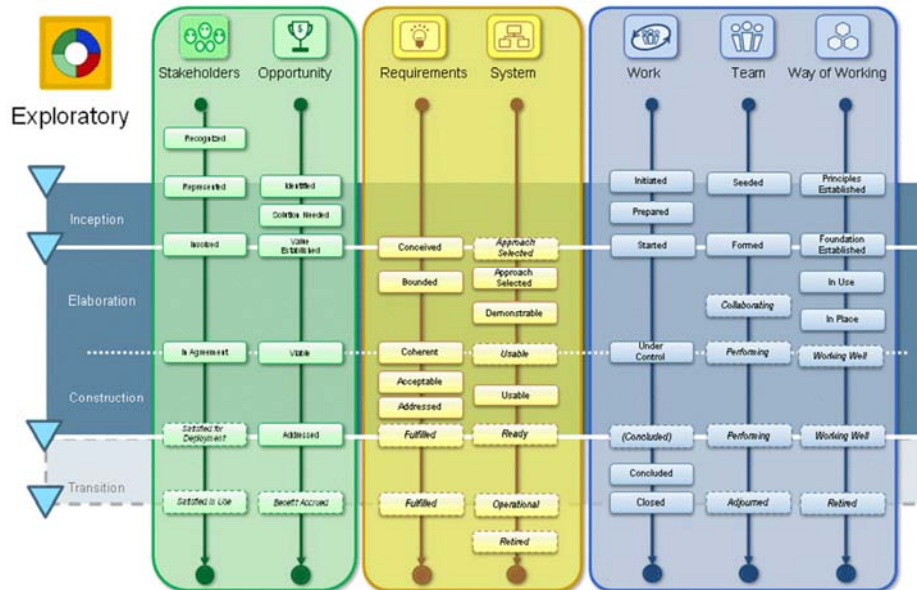 Stakeholders Opportunity Requirements System Work Team Way of Working
Exploratory
Recognized
Represented Identified Initiated Seeded Principles
Established
Inception
Solution Needed Prepared
Involved Value
Established Conceived Approach
Selected Started Formed Foundation
Established
Elaboration
Bounded Approach
Selected In Use
Demonstrable Collaborating In Place
In Agreement Viable Coherent Usable Under
Control Performing Working Well
Construction
Acceptable Usable
Addressed
Satisfied for
Deployment Addressed Fulfilled Ready (Concluded) Performing Working Well
Transition
Concluded
Satisfied in Use Benefit Accrued Fulfilled Operational Closed Adjourned Retired
Retired